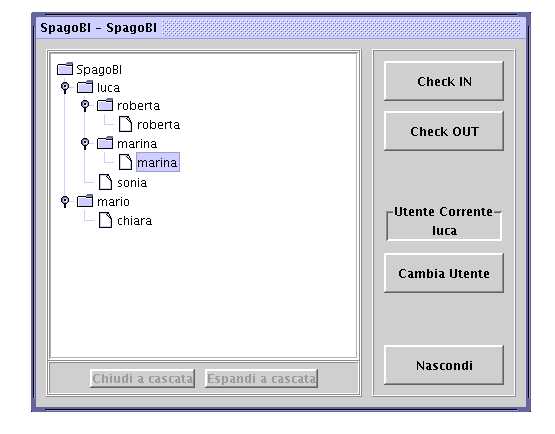 SpagoBI - SpagoBI
SpagoBI
luca
roberta
roberta
marina
marina
sonia
mario
chiara
Chiudi a cascata
Espandi a cascata
Check IN
Check OUT
Utente Corrente
luca
Cambia Utente
Nascondi